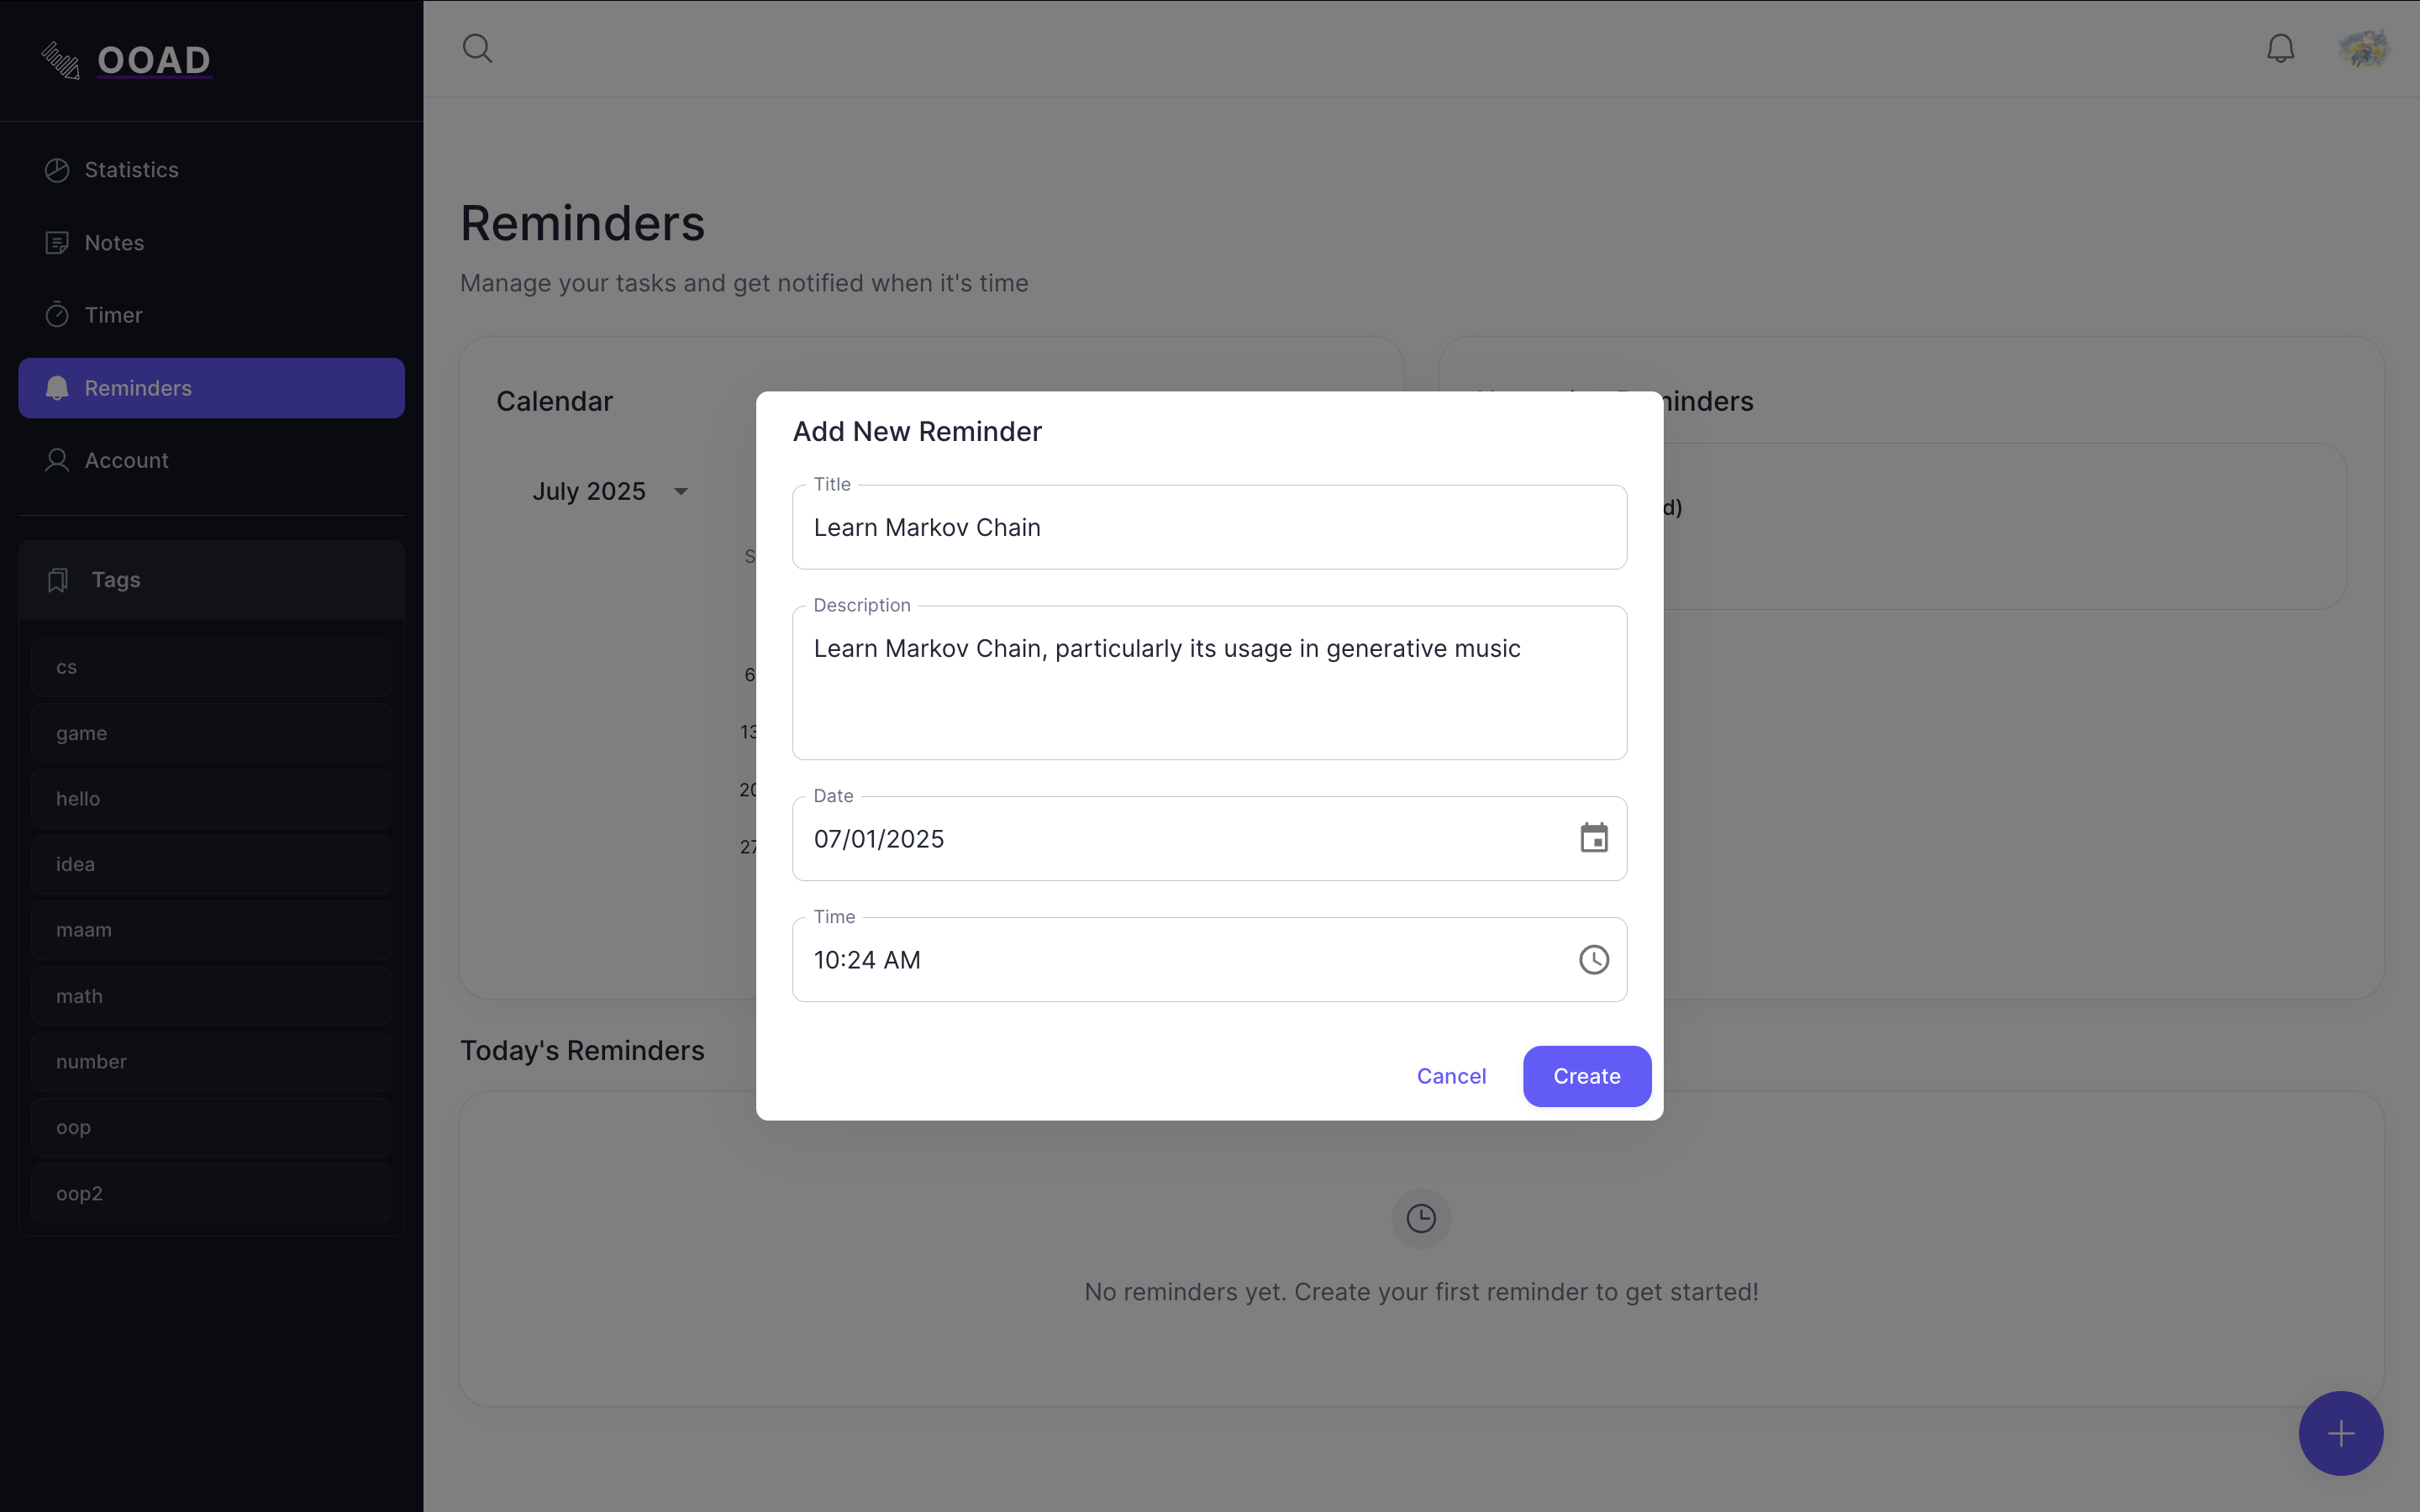 OOAD
Statistics
Notes
Timer
Reminders
Account
Tags
cs
game
hello
idea
maam
math
number
oop
oop2
Reminders
Manage your tasks and get notified when it's time
Calendar
July 2025
S
6
13
20
27
minders
d)
Add New Reminder
Title
Learn Markov Chain
Description
Learn Markov Chain, particularly its usage in generative music
Date
07/01/2025
Time
10:24 AM
Cancel
Create
Today's Reminders
No reminders yet. Create your first reminder to get started!